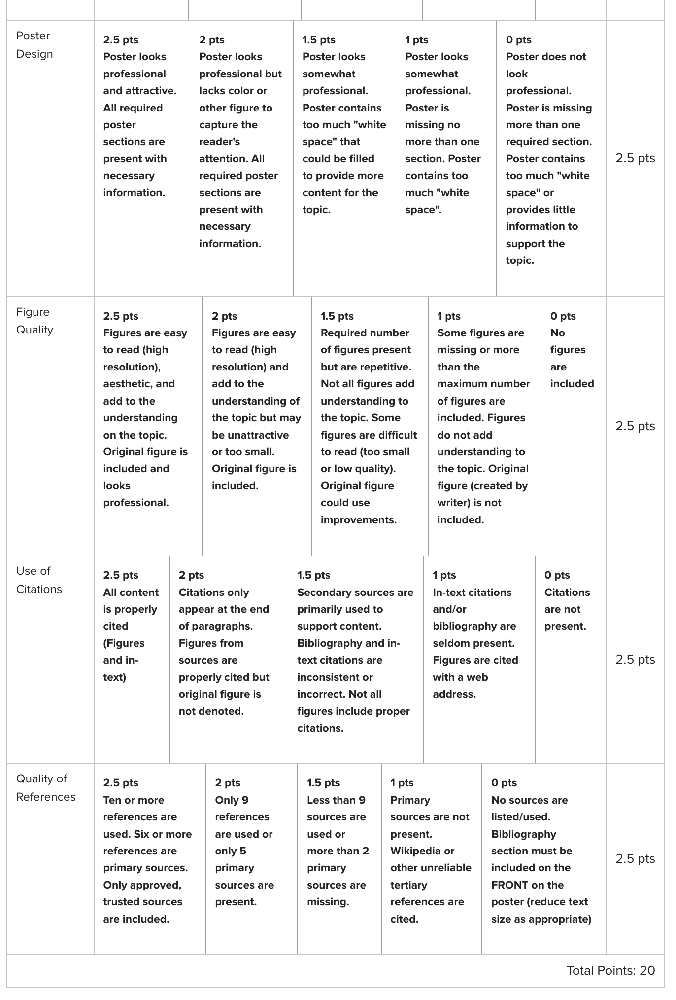 Poster
Design
2.5 pts
Poster looks
professional
and attractive.
All required
poster
sections are
present with
necessary
information.
2 pts
Poster looks
professional but
lacks color or
other figure to
capture the
reader's
attention. All
required poster
sections are
present with
necessary
information.
1.5 pts
Poster looks
somewhat
professional.
Poster contains
too much "white
space" that
could be filled
to provide more
content for the
topic.
1 pts
Poster looks
somewhat
professional.
Poster is
missing no
more than one
section. Poster
contains too
much "white
space".
0 pts
Poster does not
look
professional.
Poster is missing
more than one
required section.
Poster contains
too much "white
space" or
provides little
information to
support the
topic.
2.5 pts
Figure
Quality
2.5 pts
Figures are easy
to read (high
resolution),
aesthetic, and
add to the
understanding
on the topic.
Original figure is
included and
looks
professional.
2 pts
Figures are easy
to read (high
resolution) and
add to the
understanding of
the topic but may
be unattractive
or too small.
Original figure is
included.
1.5 pts
Required number
of figures present
but are repetitive.
Not all figures add
understanding to
the topic. Some
figures are difficult
to read (too small
or low quality).
Original figure
could use
improvements.
1 pts
Some figures are
missing or more
than the
maximum number
of figures are
included. Figures
do not add
understanding to
the topic. Original
figure (created by
writer) is not
included.
0 pts
No
figures
are
included
2.5 pts
Use of
Citations
2.5 pts
All content
is properly
cited
(Figures
and in-
text)
2 pts
Citations only
appear at the end
of paragraphs.
Figures from
sources are
properly cited but
original figure is
not denoted.
1.5 pts
Secondary sources are
primarily used to
support content.
Bibliography and in-
text citations are
inconsistent or
incorrect. Not all
figures include proper
citations.
1 pts
In-text citations
and/or
bibliography are
seldom present.
Figures are cited
with a web
address.
0 pts
Citations
are not
present.
2.5 pts
Quality of
References
2.5 pts
Ten or more
references are
used. Six or more
references are
primary sources.
Only approved,
trusted sources
are included.
2 pts
Only 9
references
are used or
only 5
primary
sources are
present.
1.5 pts
Less than 9
sources are
used or
more than 2
primary
sources are
missing.
1 pts
Primary
sources are not
present.
Wikipedia or
other unreliable
tertiary
references are
cited.
0 pts
No sources are
listed/used.
Bibliography
section must be
included on the
FRONT on the
poster (reduce text
size as appropriate)
2.5 pts
Total Points: 20